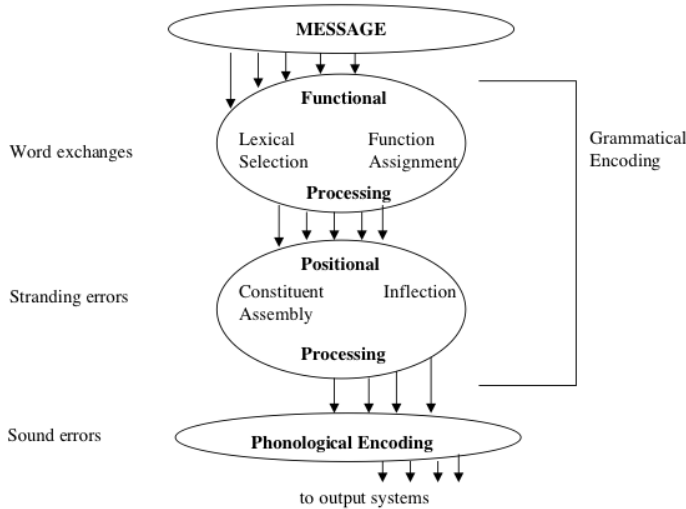 MESSAGE
Functional
Word exchanges
Lexical
Selection
Function
Assignment
Grammatical
Encoding
Processing
Positional
Stranding errors
Constituent
Assembly
Inflection
Processing
Sound errors
Phonological Encoding
to output systems